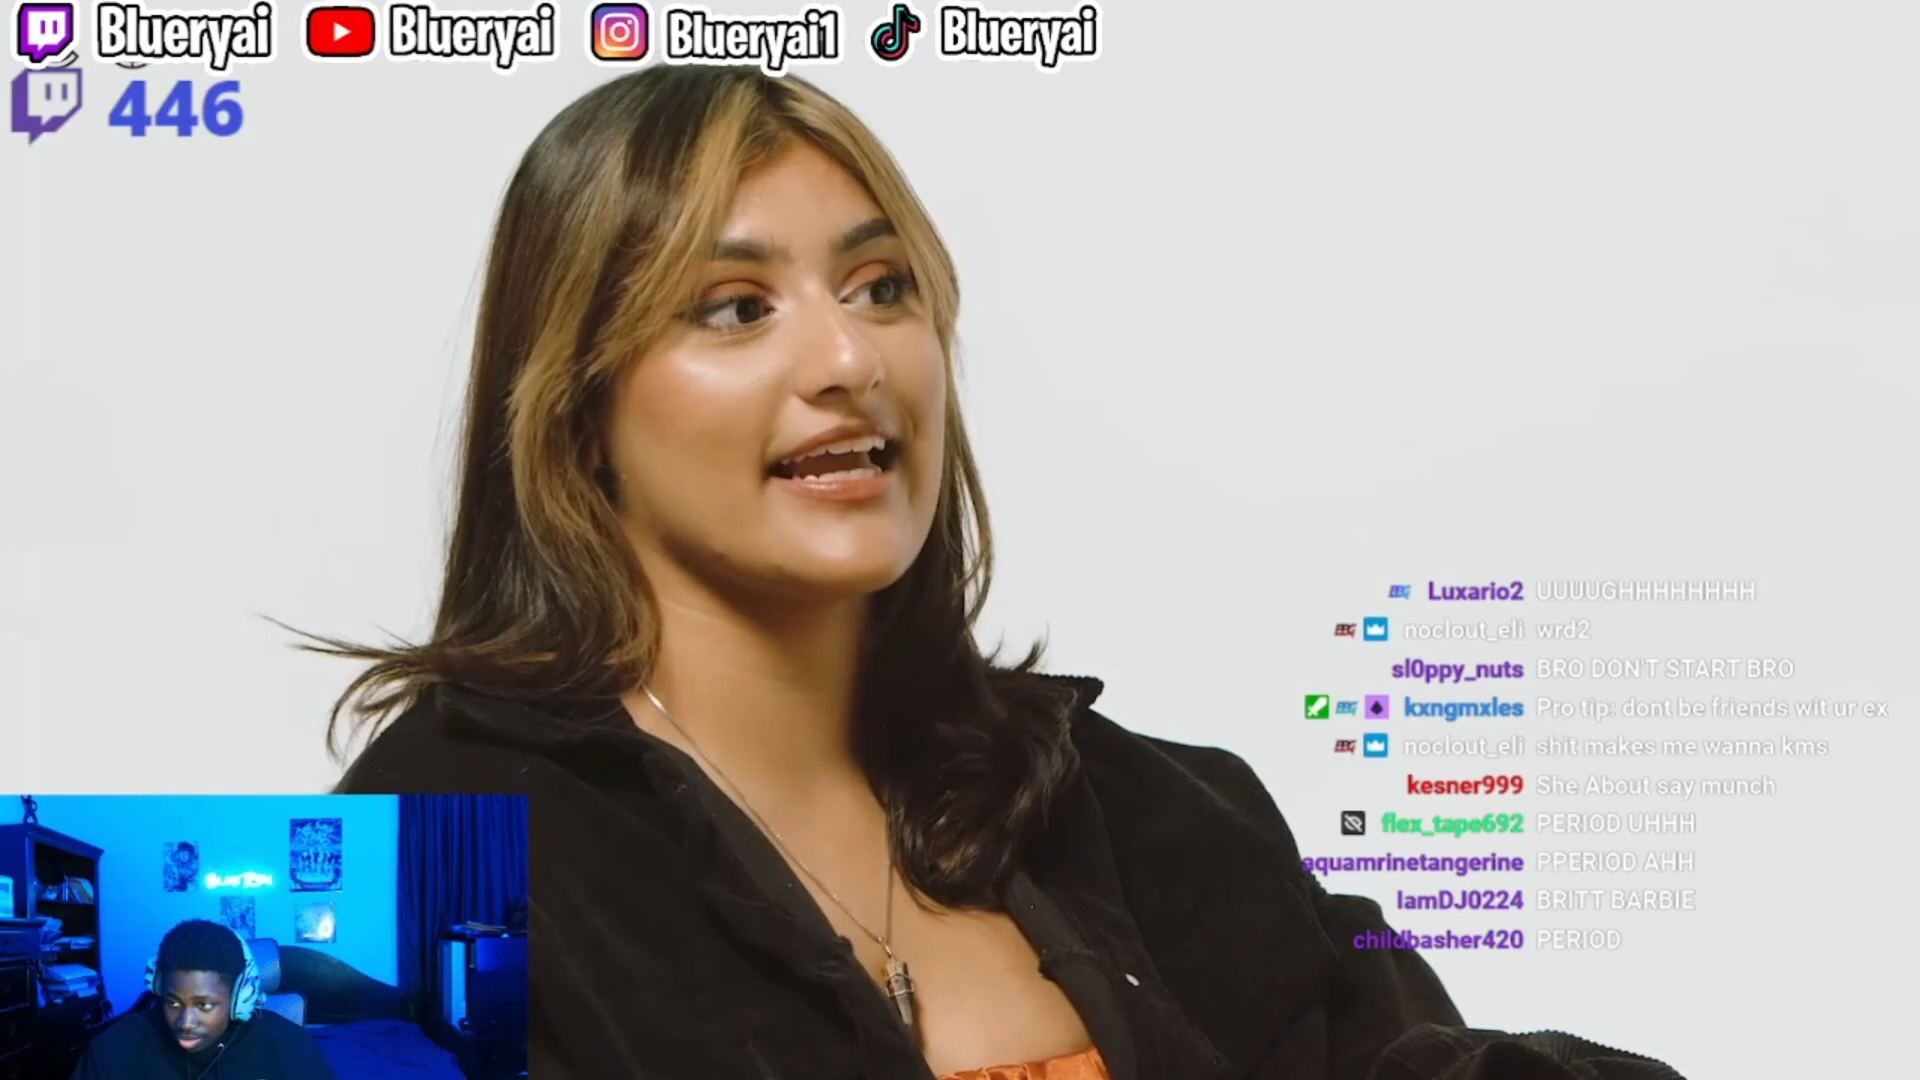 Blueryai Blueryai Blueryai1 Blueryai
446
Luxario2 UUUUGHHHHHHHH
noclout_eli wrd2
sl0ppy_nuts BRO DON'T START BRO
kxngmxles Pro tip: dont be friends wit ur ex
noclout_eli shit makes me wanna kms
kesner999 She About say munch
flex_tape692 PERIOD UHHH
aquamrinetangerine PPERIOD AHH
IamDJ0224 BRITT BARBIE
childbasher420 PERIOD